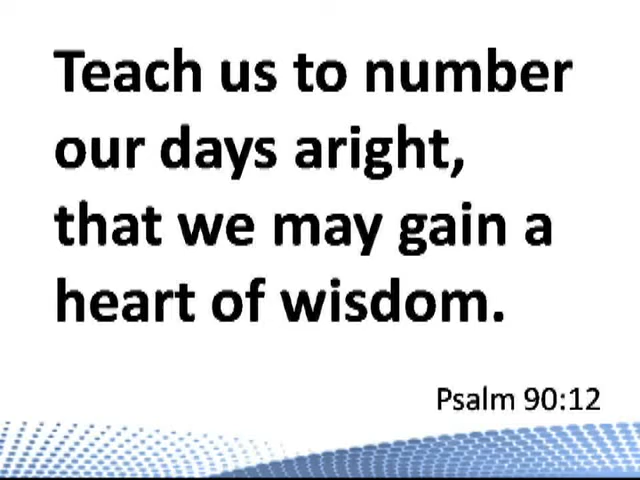 Teach us to number
our days aright,
that we may gain a
heart of wisdom.
Psalm 90:12